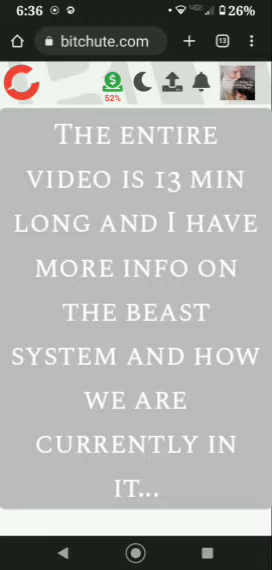 6:36
26%
bitchute.com
13
$
52%
THE ENTIRE
VIDEO IS 13 MIN
LONG AND I HAVE
MORE INFO ON
THE BEAST
SYSTEM AND HOW
WE ARE
CURRENTLY IN
IT...